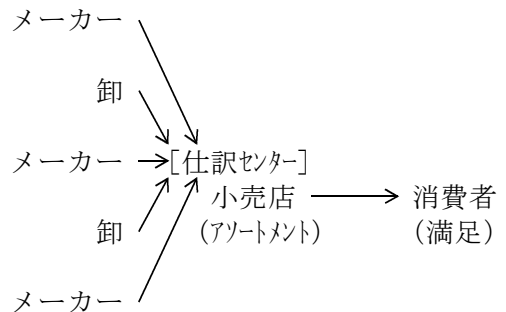 メーカー
卸
メーカー
[仕訳ｾﾝﾀｰ]
小売店
消費者
卸
(ｱｿｰﾄﾒﾝﾄ)
(満足)
メーカー